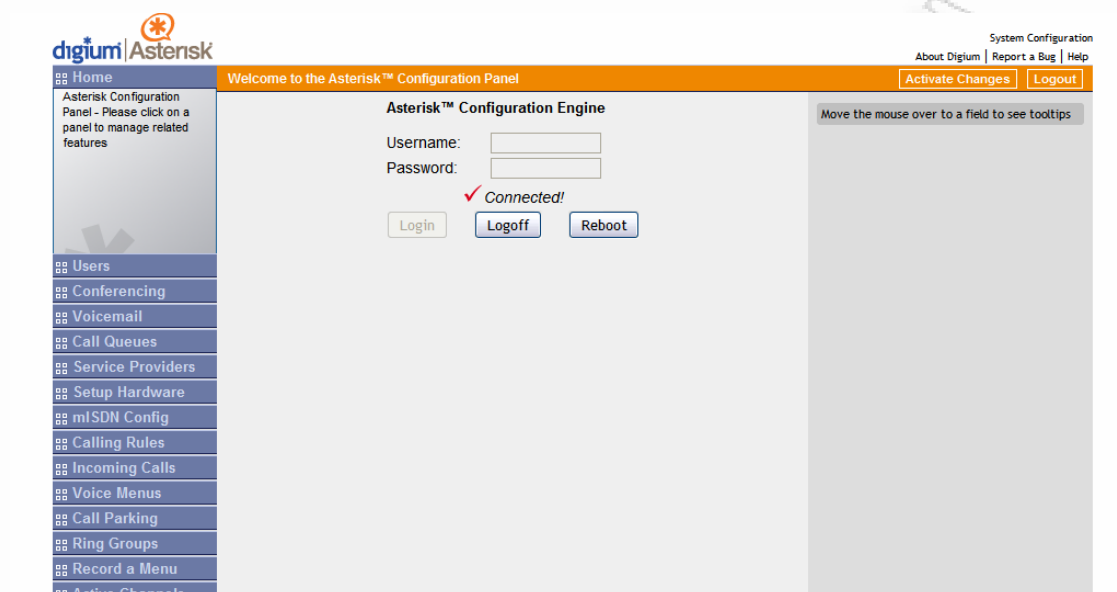 digium Asterisk
System Configuration
About Digium | Report a Bug | Help
Home
Welcome to the Asterisk™ Configuration Panel
Activate Changes
Logout
Asterisk Configuration
Panel - Please click on a
panel to manage related
features
Asterisk™ Configuration Engine
Username:
Password:
Connected!
Login
Logoff
Reboot
Move the mouse over to a field to see tooltips
Users
Conferencing
Voicemail
Call Queues
Service Providers
Setup Hardware
mISDN Config
Calling Rules
Incoming Calls
Voice Menus
Call Parking
Ring Groups
Record a Menu
Active Channels